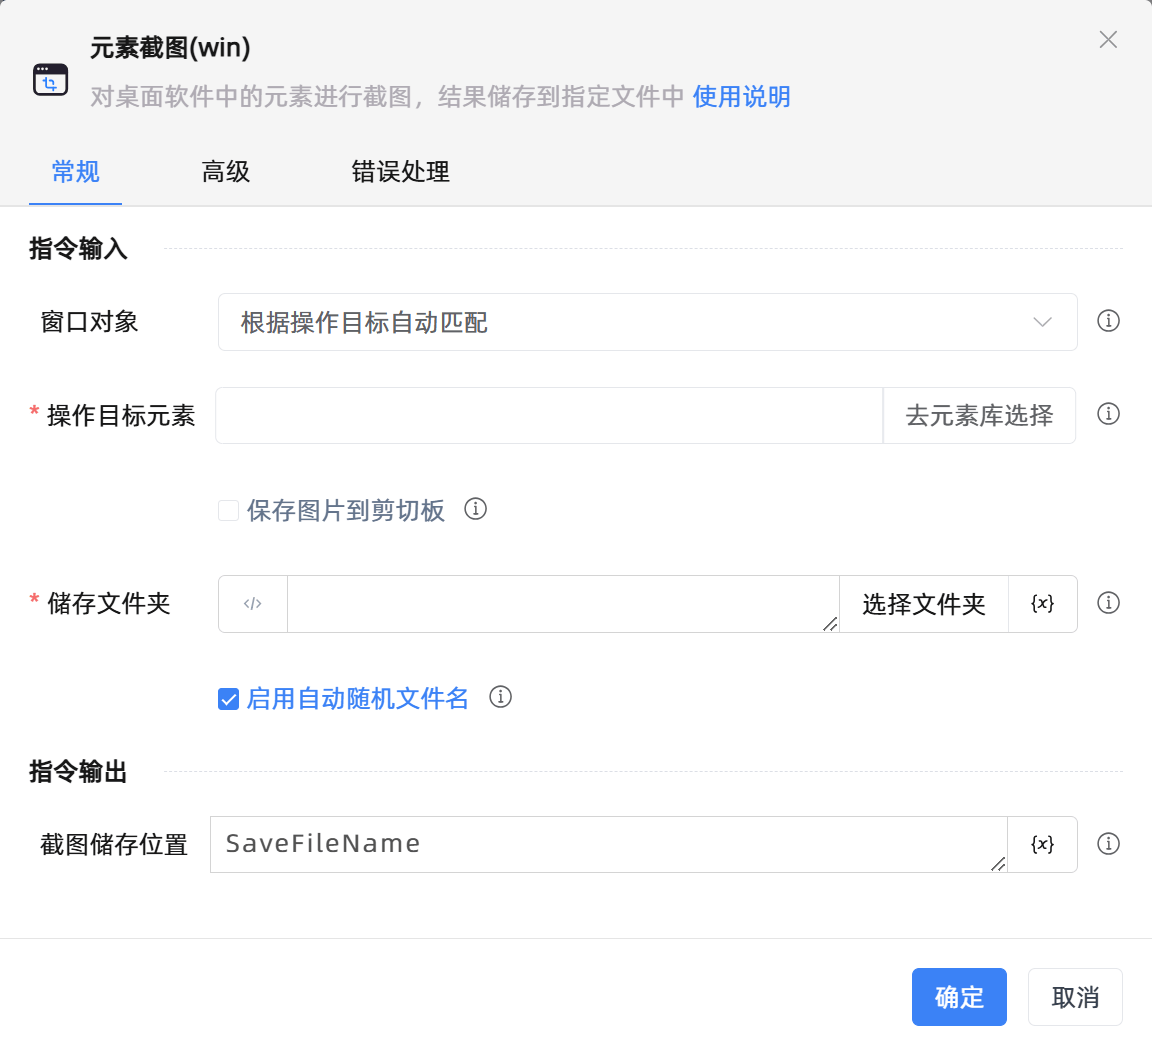 元素截图(win)
对桌面软件中的元素进行截图，结果储存到指定文件中 使用说明
常规 高级 错误处理
指令输入
窗口对象 根据操作目标自动匹配
* 操作目标元素 去元素库选择
保存图片到剪切板
* 储存文件夹 </> 选择文件夹 {x}
启用自动随机文件名
指令输出
截图储存位置 SaveFileName {x}
确定 取消